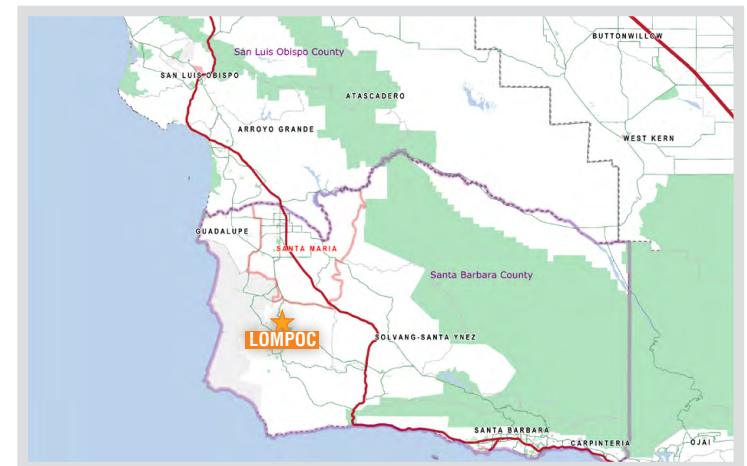 BUTTONWILLOW
San Luis Obispo County
SAN LUIS OBISPO
ATASCADERO
ARROYO GRANDE
WEST KERN
GUADALUPE
SANTA MARIA
Santa Barbara County
LOMPOC
SOLVANG-SANTA YNEZ
SANTA BARBARA
CARPINTERIA
OJAI